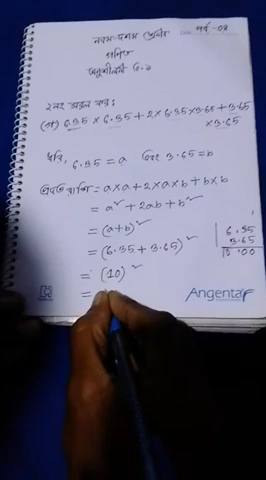 নবম-দশম শ্রেণীর পর্ব-০৪
গণিত
অনুশীলনী ৩.১
২নং সরল কর:
(ক) 6.35 × 6.35 + 2 × 6.35 × 3.65 + 3.65
× 3.65
ধরি, 6.35 = a এবং 3.65 = b
প্রদত্ত রাশি = a × a + 2 × a × b + b × b
= a² + 2ab + b²
= (a+b)²
= (6.35 + 3.65)²
6.35
3.65
10.00
= (10)²
=
Angenta